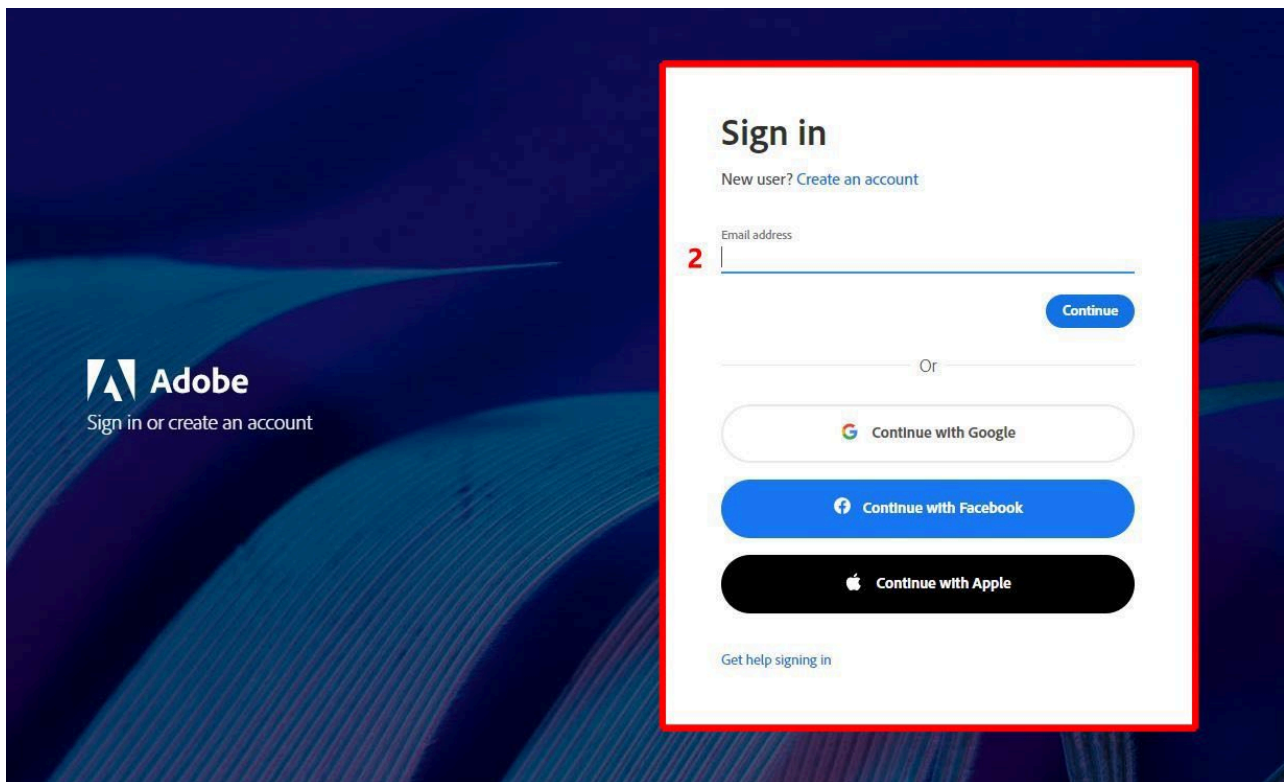 Adobe
Sign in or create an account
Sign in
New user? Create an account
Email address
2
Continue
Or
Continue with Google
Continue with Facebook
Continue with Apple
Get help signing in